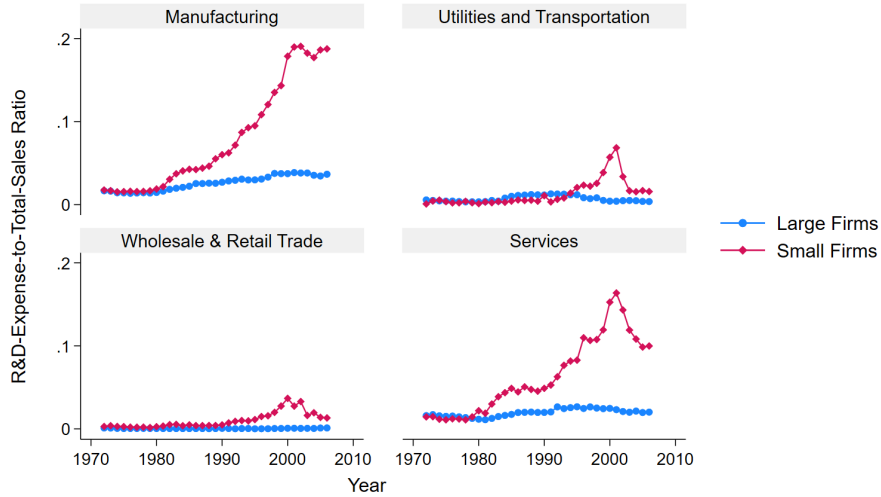 Manufacturing
Utilities and Transportation
.2
.1
0
Wholesale & Retail Trade
Services
.2
.1
0
1970 1980 1990 2000 2010
1970 1980 1990 2000 2010
R&D-Expense-to-Total-Sales Ratio
Year
Large Firms
Small Firms